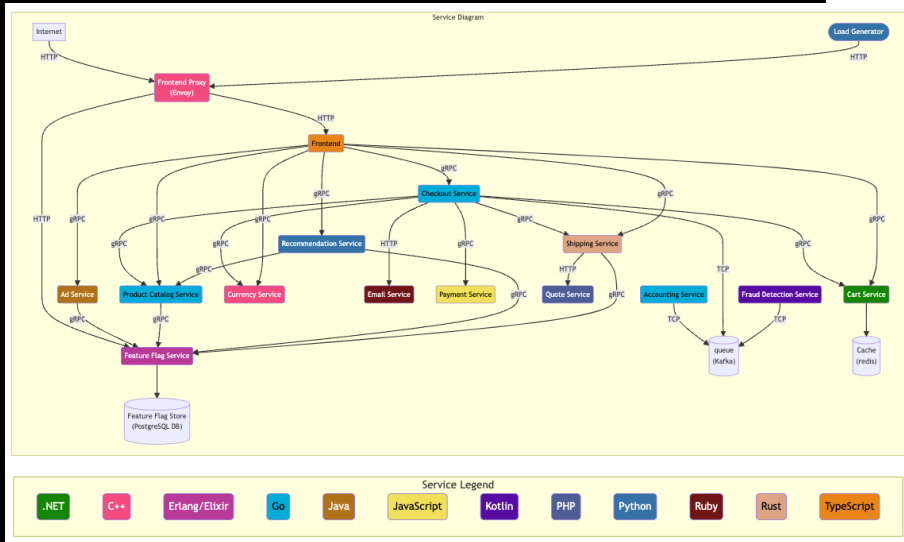 Service Diagram
Internet
Load Generator
HTTP
HTTP
Frontend Proxy
(Envoy)
HTTP
Frontend
gRPC
gRPC
Checkout Service
HTTP
gRPC
gRPC
gRPC
gRPC
gRPC
gRPC
gRPC
gRPC
gRPC
HTTP
gRPC
gRPC
Recommendation Service
Shipping Service
gRPC
gRPC
HTTP
gRPC
TCP
Ad Service
Product Catalog Service
Currency Service
Email Service
Payment Service
Quote Service
Accounting Service
Fraud Detection Service
Cart Service
gRPC
gRPC
TCP
TCP
Feature Flag Service
queue
(Kafka)
Cache
(redis)
Feature Flag Store
(PostgreSQL DB)
Service Legend
.NET
C++
Erlang/Elixir
Go
Java
JavaScript
Kotlin
PHP
Python
Ruby
Rust
TypeScript